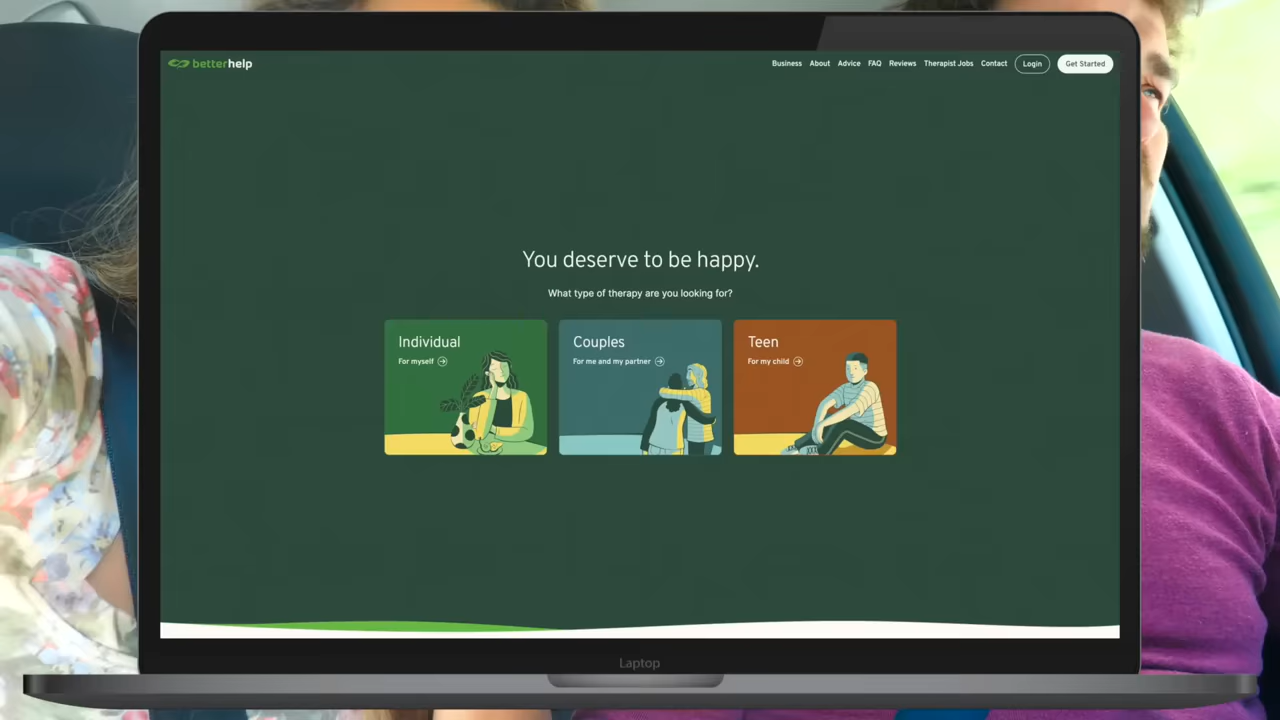 betterhelp
Business About Advice FAQ Reviews Therapist Jobs Contact Login Get Started
You deserve to be happy.
What type of therapy are you looking for?
Individual
For myself
Couples
For me and my partner
Teen
For my child
Laptop